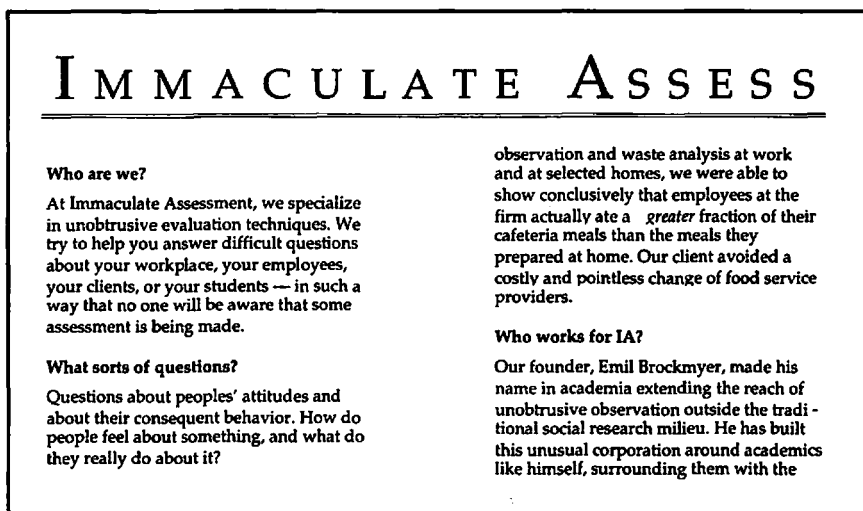 IMMACULATE ASSESS
Who are we?
At Immaculate Assessment, we specialize
in unobtrusive evaluation techniques. We
try to help you answer difficult questions
about your workplace, your employees,
your clients, or your students — in such a
way that no one will be aware that some
assessment is being made.
What sorts of questions?
Questions about peoples' attitudes and
about their consequent behavior. How do
people feel about something, and what do
they really do about it?
observation and waste analysis at work
and at selected homes, we were able to
show conclusively that employees at the
firm actually ate a greater fraction of their
cafeteria meals than the meals they
prepared at home. Our client avoided a
costly and pointless change of food service
providers.
Who works for IA?
Our founder, Emil Brockmyer, made his
name in academia extending the reach of
unobtrusive observation outside the tradi -
tional social research milieu. He has built
this unusual corporation around academics
like himself, surrounding them with the